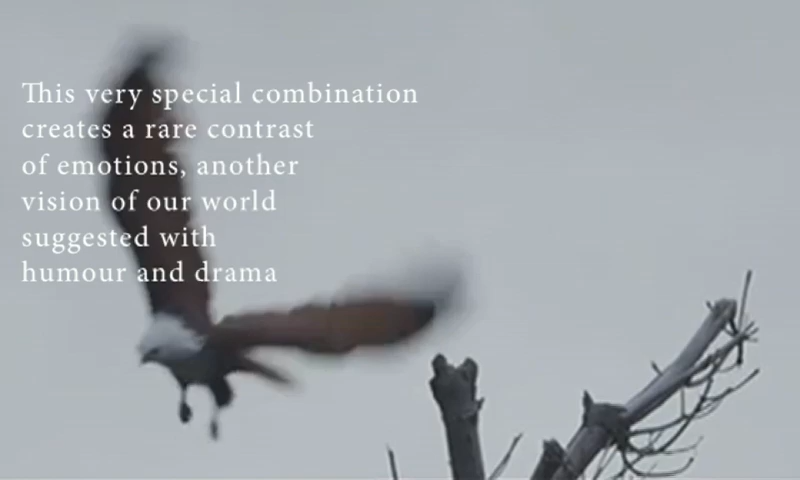 This very special combination
creates a rare contrast
of emotions, another
vision of our world
suggested with
humour and drama